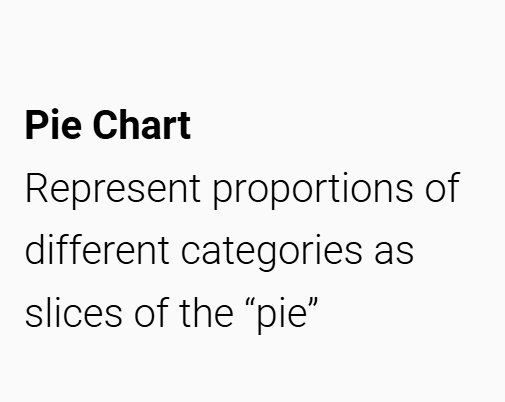 Pie Chart
Represent proportions of
different categories as
slices of the “pie”